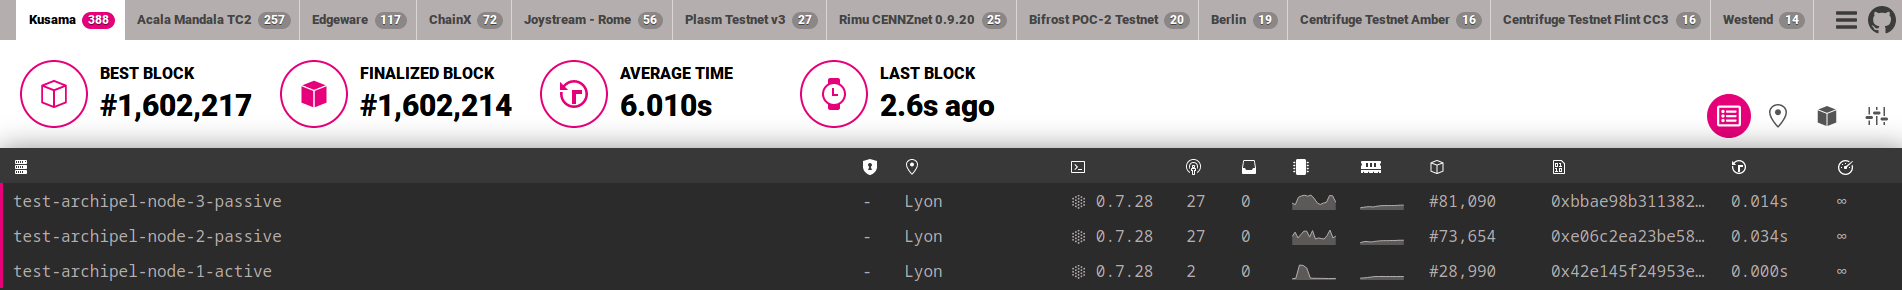 Kusama 388 Acala Mandala TC2 257 Edgeware 117 ChainX 72 Joystream - Rome 56 Plasm Testnet v3 27 Rimu CENNZnet 0.9.20 25 Bifrost POC-2 Testnet 20 Berlin 19 Centrifuge Testnet Amber 16 Centrifuge Testnet Flint CC3 16 Westend 14
BEST BLOCK
#1,602,217
FINALIZED BLOCK
#1,602,214
AVERAGE TIME
6.010s
LAST BLOCK
2.6s ago
test-archipel-node-3-passive - Lyon 0.7.28 27 0 #81,090 0xbbae98b311382… 0.014s ∞
test-archipel-node-2-passive - Lyon 0.7.28 27 0 #73,654 0xe06c2ea23be58… 0.034s ∞
test-archipel-node-1-active - Lyon 0.7.28 2 0 #28,990 0x42e145f24953e… 0.000s ∞